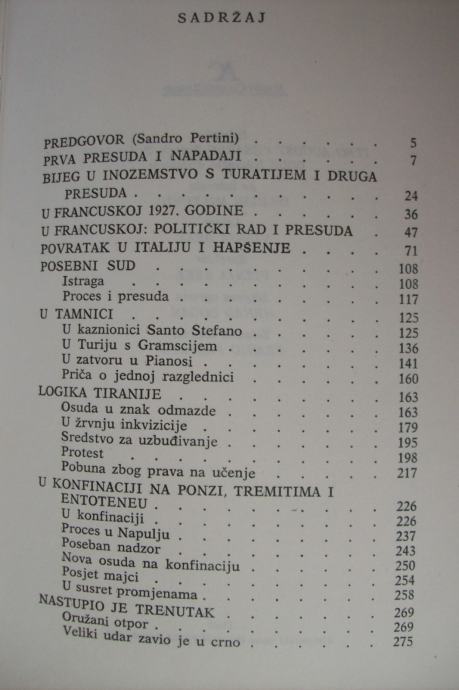 SADRŽAJ
PREDGOVOR (Sandro Pertini) . . . . . . 5
PRVA PRESUDA I NAPADAJI . . . . . . 7
BIJEG U INOZEMSTVO S TURATIJEM I DRUGA
PRESUDA . . . . . . . . . . 24
U FRANCUSKOJ 1927. GODINE . . . . . . 36
U FRANCUSKOJ: POLITIČKI RAD I PRESUDA . . 47
POVRATAK U ITALIJU I HAPŠENJE . . . . 71
POSEBNI SUD . . . . . . . . . 108
Istraga . . . . . . . . . 108
Proces i presuda . . . . . . . . 117
U TAMNICI . . . . . . . . . . 125
U kaznionici Santo Stefano . . . . . . 125
U Turiju s Gramscijem . . . . . . . 136
U zatvoru u Pianosi . . . . . . . 141
Priča o jednoj razglednici . . . . . . 160
LOGIKA TIRANIJE . . . . . . . . 163
Osuda u znak odmazde . . . . . . . 163
U žrvnju inkvizicije . . . . . . . 179
Sredstvo za uzbuđivanje . . . . . . 195
Protest . . . . . . . . . 198
Pobuna zbog prava na učenje . . . . . 217
U KONFINACIJI NA PONZI, TREMITIMA I
ENTOTENEU . . . . . . . . . 226
U konfinaciji . . . . . . . . . 226
Proces u Napulju . . . . . . . . 237
Poseban nadzor . . . . . . . . 243
Nova osuda na konfinaciju . . . . . . 250
Posjet majci . . . . . . . . . 254
U susret promjenama . . . . . . . 258
NASTUPIO JE TRENUTAK . . . . . . 269
Oružani otpor . . . . . . . . . 269
Veliki udar zavio je u crno . . . . . . 275